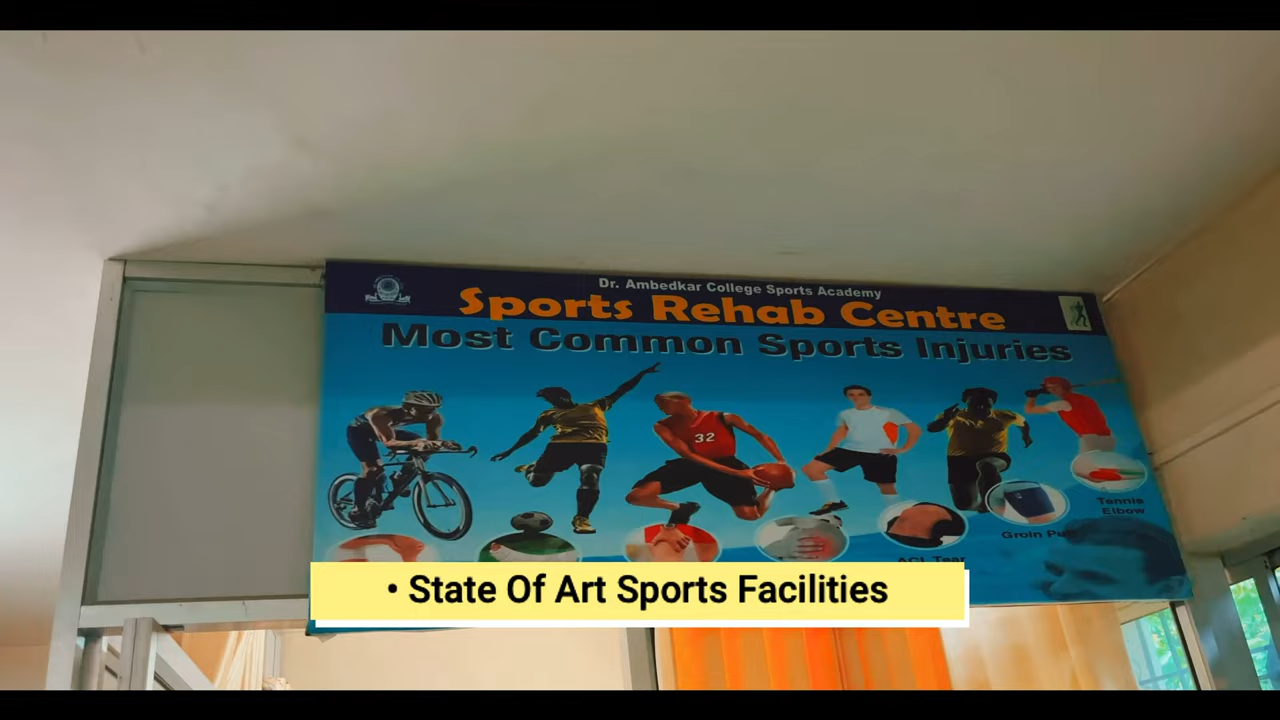 Dr. Ambedkar College Sports Academy
Sports Rehab Centre
Most Common Sports Injuries
32
Tennis
Elbow
Groin
ACL Tear
• State Of Art Sports Facilities